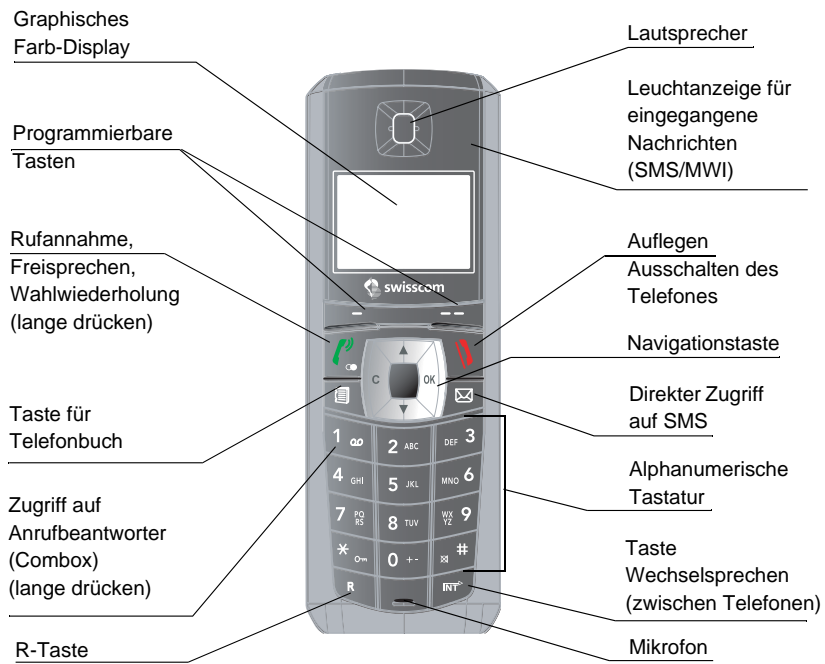 Graphisches
Farb-Display
Programmierbare
Tasten
Rufannahme,
Freisprechen,
Wahlwiederholung
(lange drücken)
Taste für
Telefonbuch
Zugriff auf
Anrufbeantworter
(Combox)
(lange drücken)
R-Taste
Lautsprecher
Leuchtanzeige für
eingegangene
Nachrichten
(SMS/MWI)
Auflegen
Ausschalten des
Telefones
Navigationstaste
Direkter Zugriff
auf SMS
Alphanumerische
Tastatur
Taste
Wechselsprechen
(zwischen Telefonen)
Mikrofon
swisscom
C OK
1 2 ABC DEF 3
4 GHI 5 JKL MNO 6
7 PQ RS 8 TUV WX YZ 9
* 0 +- #
R INT